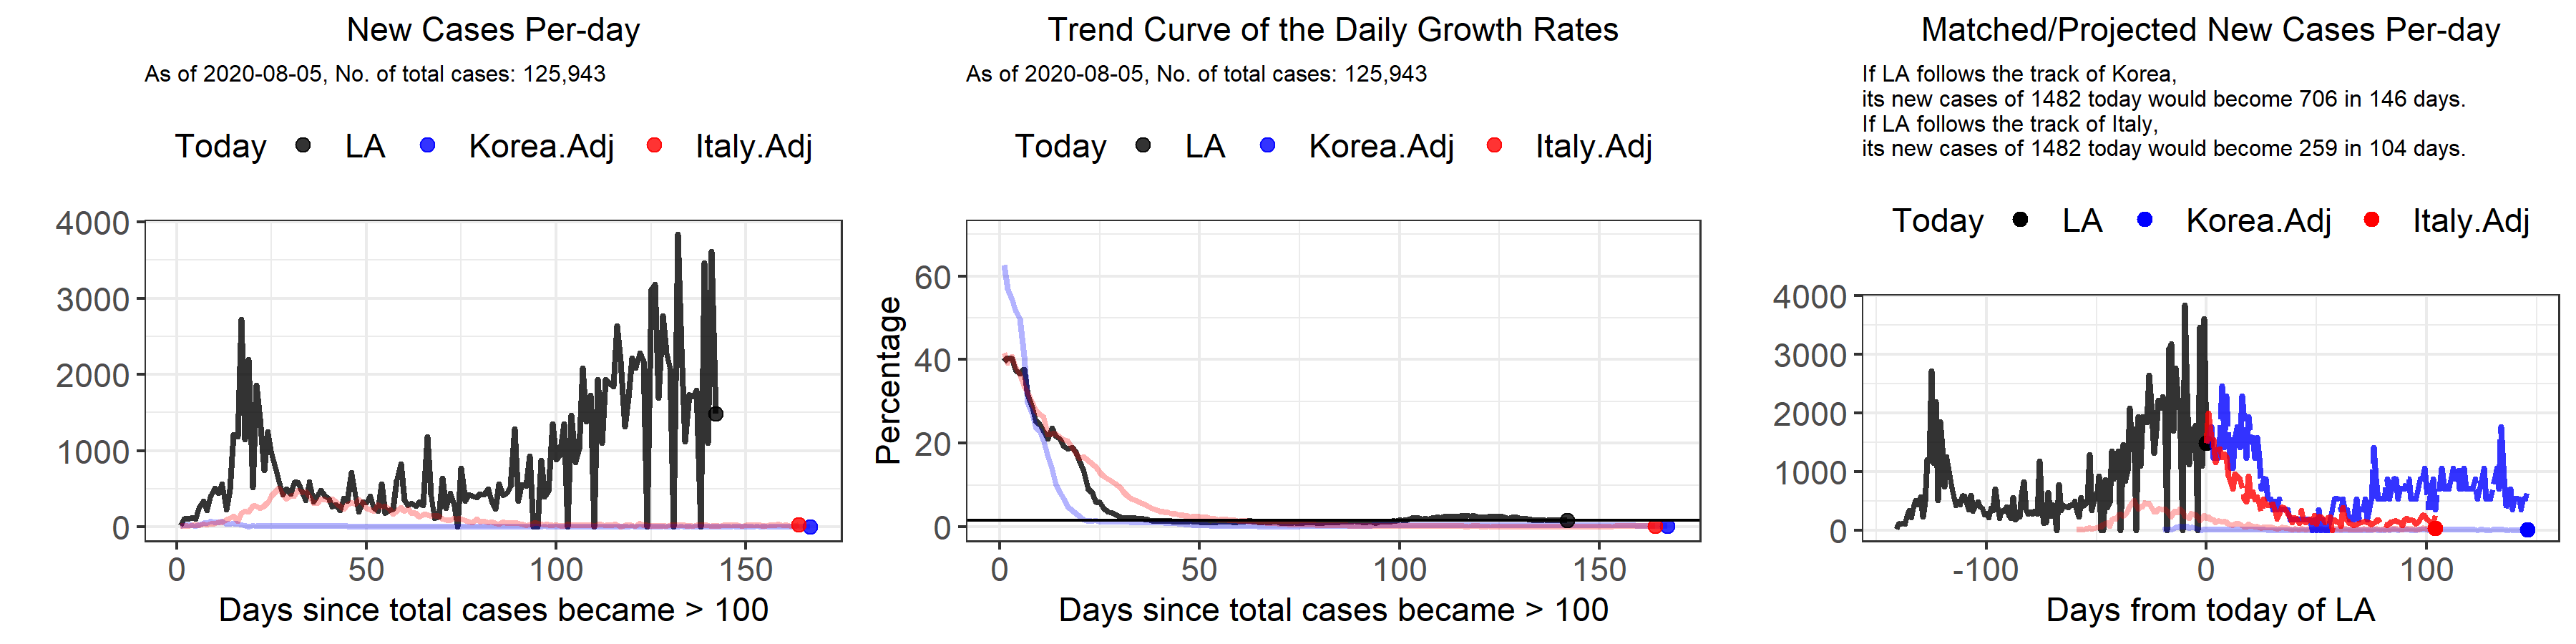 New Cases Per-day
As of 2020-08-05, No. of total cases: 125,943
Today LA Korea.Adj Italy.Adj
4000
3000
2000
1000
0
0 50 100 150
Days since total cases became > 100
Trend Curve of the Daily Growth Rates
As of 2020-08-05, No. of total cases: 125,943
Today LA Korea.Adj Italy.Adj
Percentage
60
40
20
0
0 50 100 150
Days since total cases became > 100
Matched/Projected New Cases Per-day
If LA follows the track of Korea,
its new cases of 1482 today would become 706 in 146 days.
If LA follows the track of Italy,
its new cases of 1482 today would become 259 in 104 days.
Today LA Korea.Adj Italy.Adj
4000
3000
2000
1000
0
-100 0 100
Days from today of LA